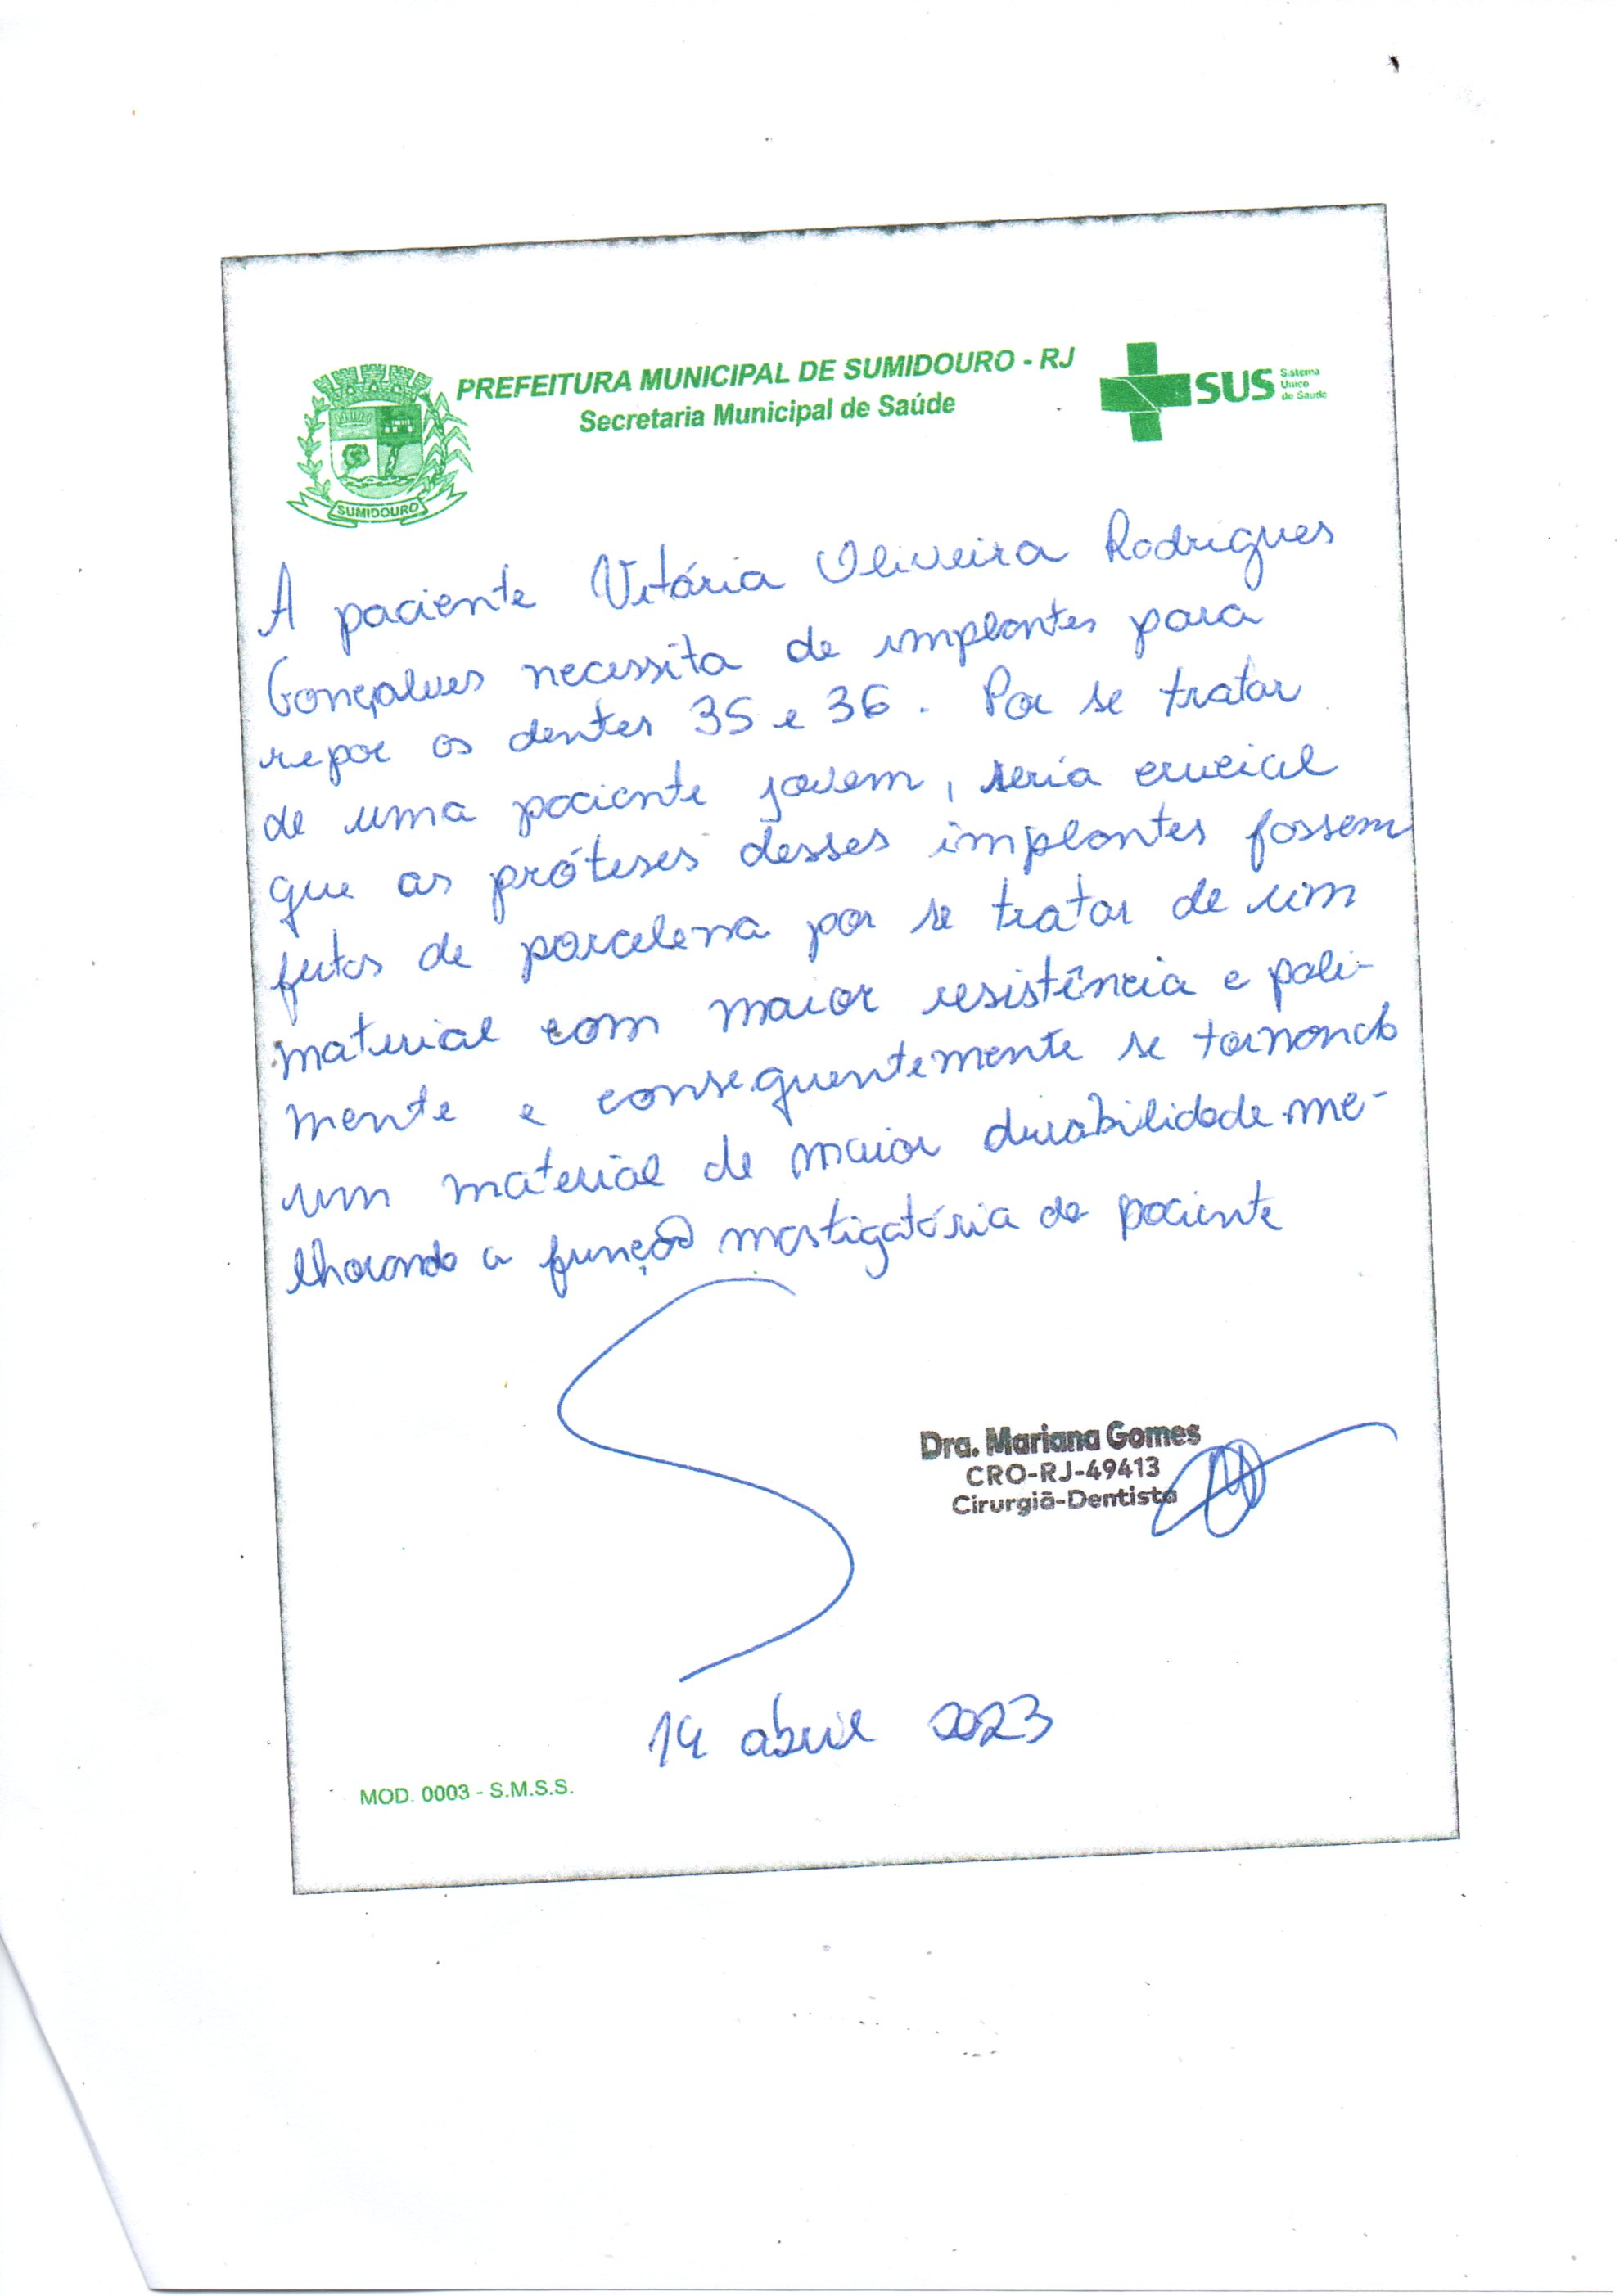 PREFEITURA MUNICIPAL DE SUMIDOURO - RJ
Secretaria Municipal de Saúde
SUS Sistema
Único
de Saúde
SUMIDOURO
A paciente Vitária Oliveira Rodrigues
Gonçalves necessita de implantes para
repor os dentes 35 e 36. Por se tratar
de uma paciente jovem, seria crucial
que as próteses desses implantes fossem
feitas de porcelena por se tratar de um
material com maior resistência e poli-
mento e consequentemente se tornando
um material de maior durabilidade me-
lhorando a função mastigatória da paciente
Dra. Mariana Gomes
CRO-RJ-49413
Cirurgiã-Dentista
14 abril 2023
MOD. 0003 - S.M.S.S.